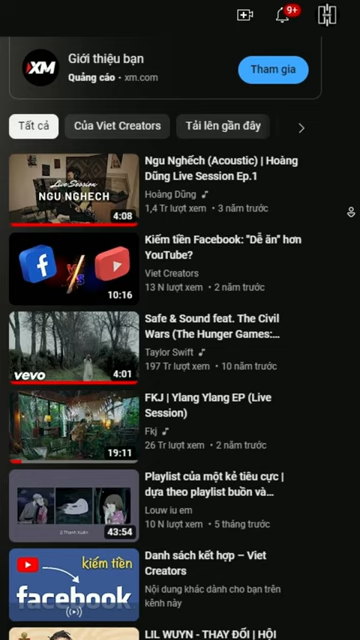 9+
XM
Giới thiệu bạn
Quảng cáo • xm.com
Tham gia
Tất cả
Của Viet Creators
Tải lên gần đây
Live Session
NGU NGHECH
4:08
Ngu Nghếch (Acoustic) | Hoàng
Dũng Live Session Ep.1
Hoàng Dũng
1,4 Tr lượt xem • 3 năm trước
10:16
Kiếm tiền Facebook: "Dễ ăn" hơn
YouTube?
Viet Creators
13 N lượt xem • 2 năm trước
vevo
4:01
Safe & Sound feat. The Civil
Wars (The Hunger Games:...
Taylor Swift
197 Tr lượt xem • 10 năm trước
19:11
FKJ | Ylang Ylang EP (Live
Session)
Fkj
26 Tr lượt xem • 2 năm trước
43:54
Playlist của một kẻ tiêu cực |
dựa theo playlist buồn và...
Louw iu em
10 N lượt xem • 5 tháng trước
kiếm tiền
facebook
Danh sách kết hợp – Viet
Creators
Nội dung khác dành cho bạn trên
kênh này
LIL WUYN - THAY ĐỔI | HỘI